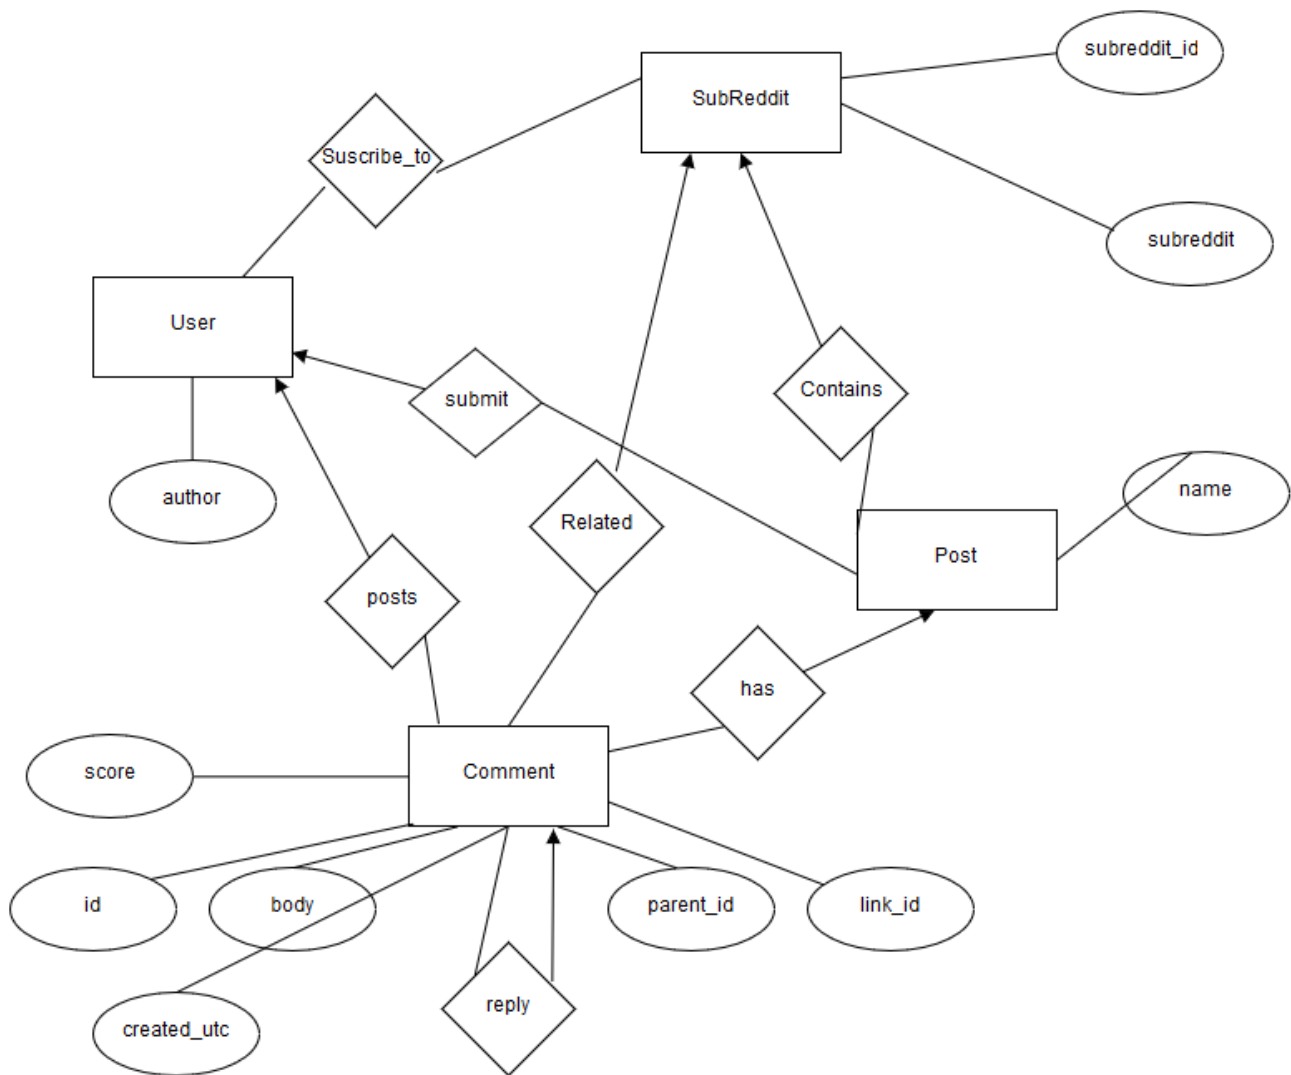 subreddit_id
SubReddit
Suscribe_to
subreddit
User
Contains
submit
name
author
Related
Post
posts
has
score
Comment
id
body
parent_id
link_id
reply
created_utc